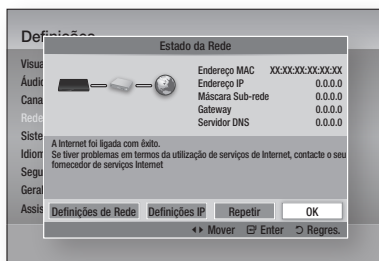 Definições
Estado da Rede
Visua
Endereço MAC XX:XX:XX:XX:XX:XX
Áudio
Endereço IP 0.0.0.0
Cana
Máscara Sub-rede 0.0.0.0
Rede
Gateway 0.0.0.0
Siste
Servidor DNS 0.0.0.0
Idiom
A Internet foi ligada com êxito.
Se tiver problemas em termos da utilização de serviços de Internet, contacte o seu
fornecedor de serviços Internet
Segu
Geral
Assis
Definições de Rede Definições IP Repetir OK
Mover Enter Regres.